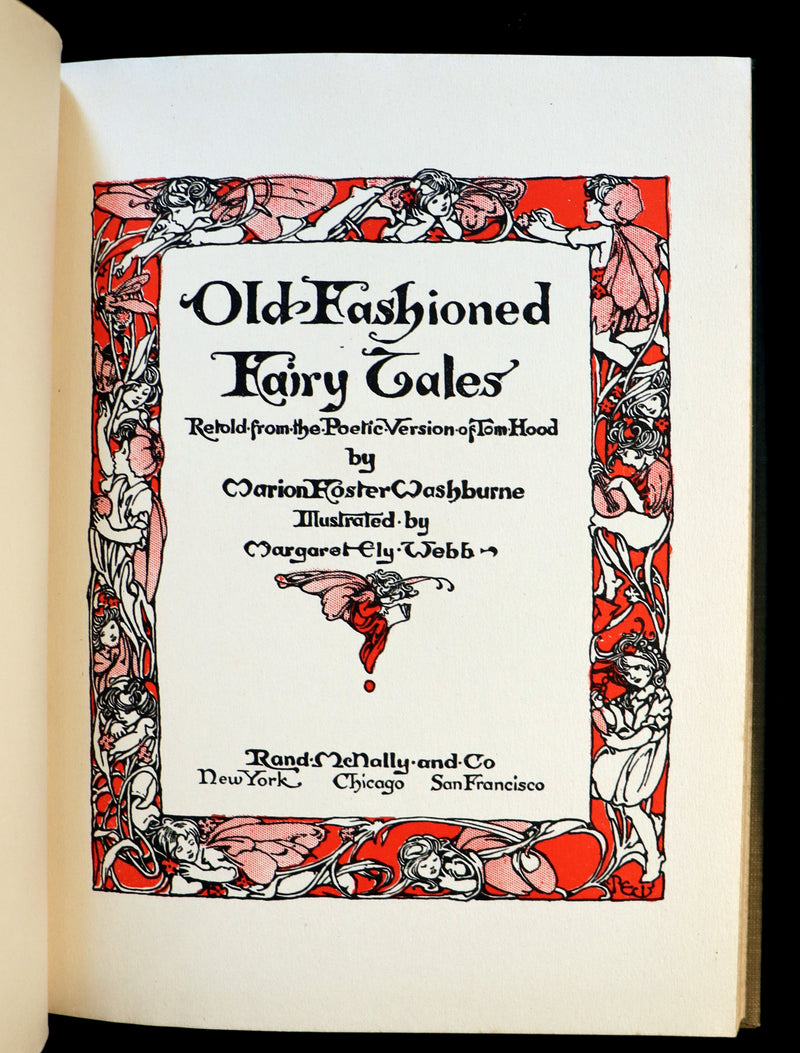 Old-Fashioned
Fairy Tales
Retold·from·the·Poetic·Version·of Tom·Hood
by
Marion Foster Washburne
Illustrated·by
Margaret·Ely·Webb
Rand·McNally·and·Co
New York Chicago San Francisco